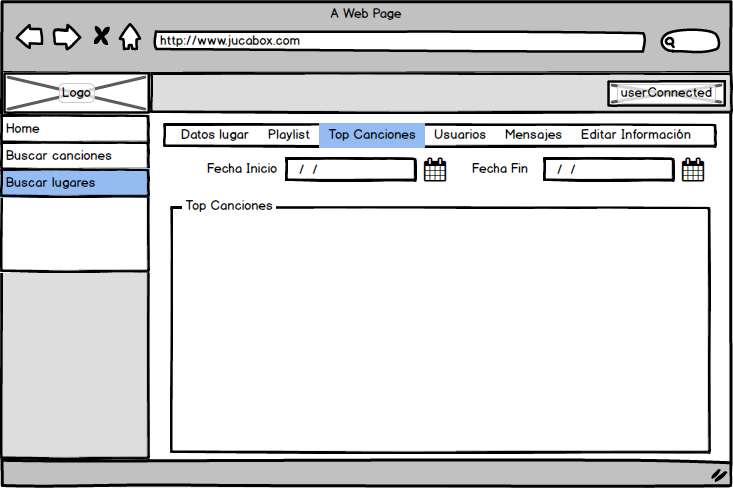 A Web Page
http://www.jucabox.com
Logo
userConnected
Home
Buscar canciones
Buscar lugares
Datos lugar Playlist Top Canciones Usuarios Mensajes Editar Información
Fecha Inicio / / Fecha Fin / /
Top Canciones